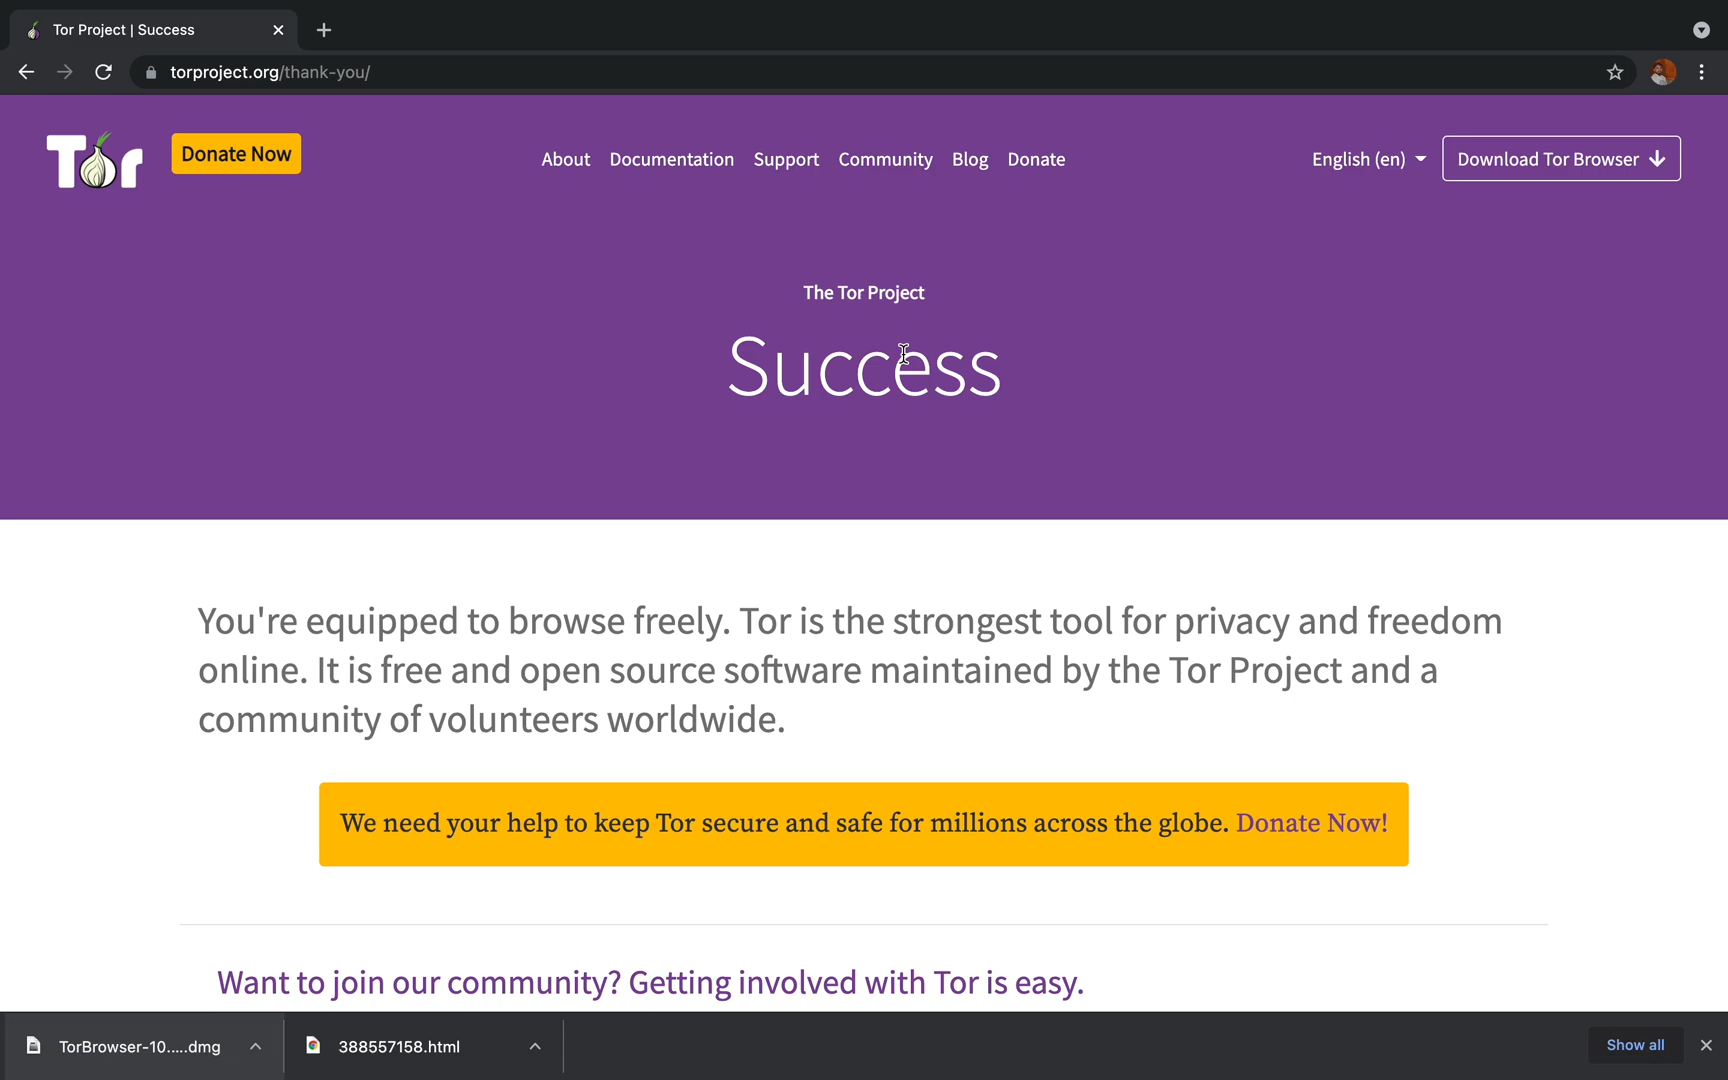 Tor Project | Success
torproject.org/thank-you/
Tor
Donate Now
About Documentation Support Community Blog Donate
English (en)
Download Tor Browser
The Tor Project
Success
You're equipped to browse freely. Tor is the strongest tool for privacy and freedom
online. It is free and open source software maintained by the Tor Project and a
community of volunteers worldwide.
We need your help to keep Tor secure and safe for millions across the globe. Donate Now!
Want to join our community? Getting involved with Tor is easy.
TorBrowser-10.....dmg
388557158.html
Show all